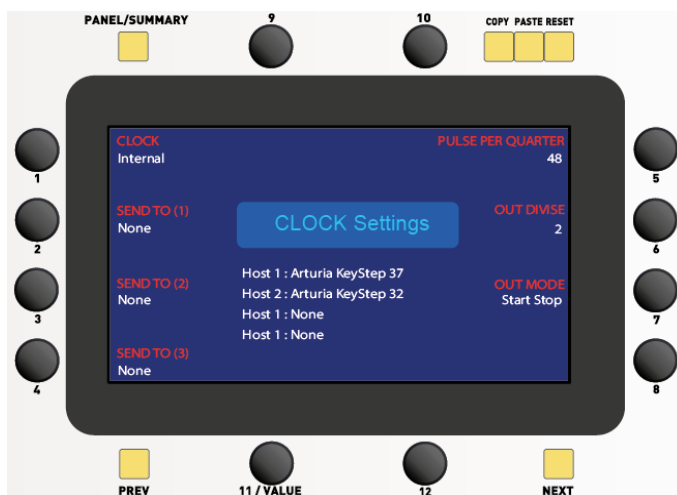 PANEL/SUMMARY
9
10
COPY PASTE RESET
1
2
3
4
CLOCK
Internal
SEND TO (1)
None
SEND TO (2)
None
SEND TO (3)
None
CLOCK Settings
Host 1 : Arturia KeyStep 37
Host 2 : Arturia KeyStep 32
Host 1 : None
Host 1 : None
PULSE PER QUARTER
48
OUT DIVISE
2
OUT MODE
Start Stop
5
6
7
8
PREV
11 / VALUE
12
NEXT